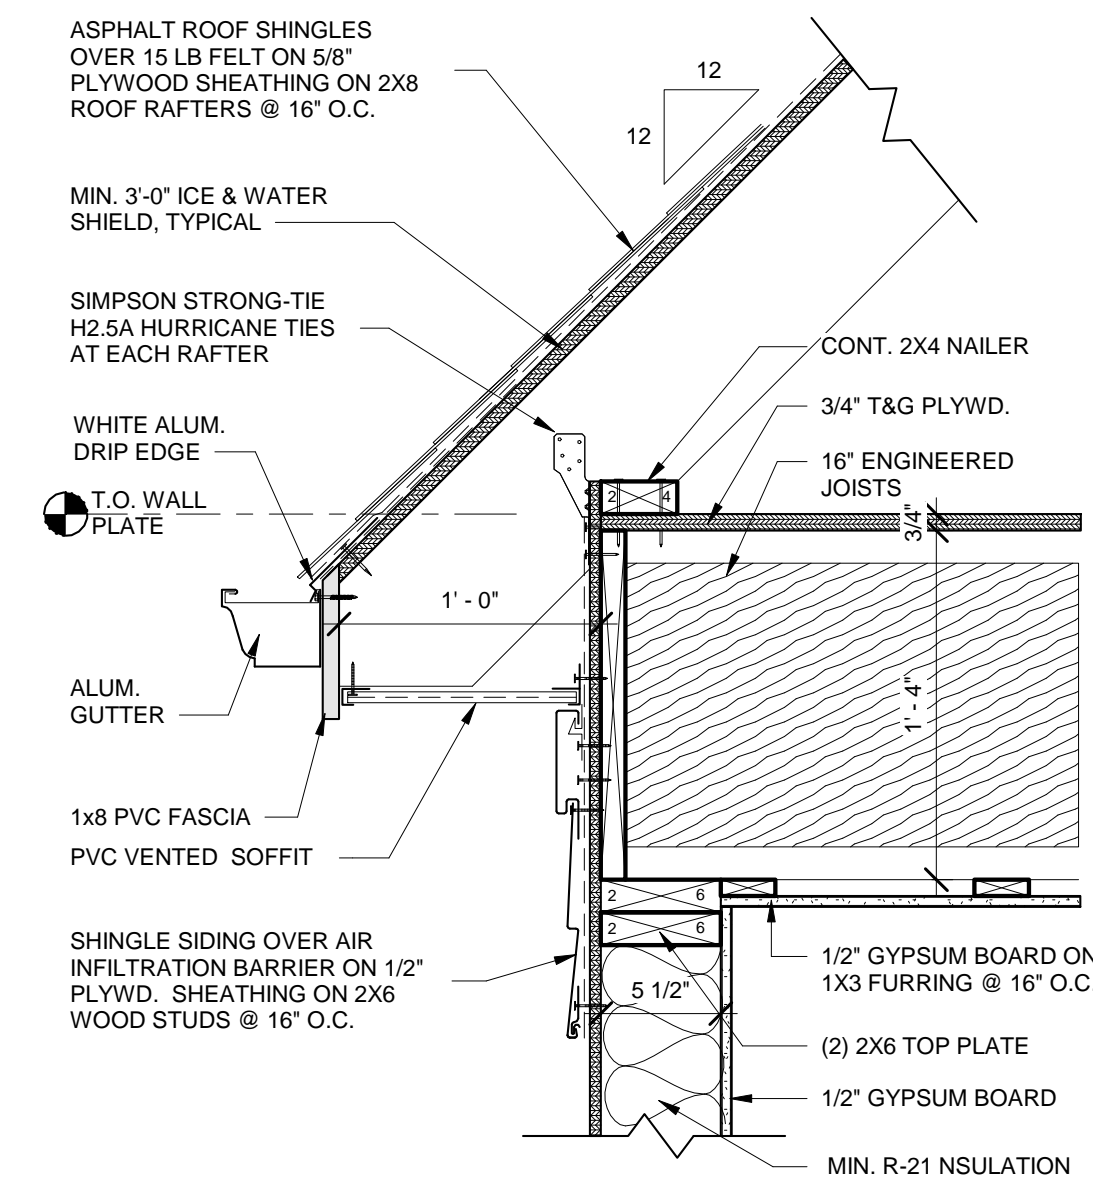 ASPHALT ROOF SHINGLES
OVER 15 LB FELT ON 5/8"
PLYWOOD SHEATHING ON 2X8
ROOF RAFTERS @ 16" O.C.
12
12
MIN. 3'-0" ICE & WATER
SHIELD, TYPICAL
SIMPSON STRONG-TIE
H2.5A HURRICANE TIES
AT EACH RAFTER
WHITE ALUM.
DRIP EDGE
T.O. WALL
PLATE
ALUM.
GUTTER
1x8 PVC FASCIA
PVC VENTED SOFFIT
SHINGLE SIDING OVER AIR
INFILTRATION BARRIER ON 1/2"
PLYWD. SHEATHING ON 2X6
WOOD STUDS @ 16" O.C.
1' - 0"
CONT. 2X4 NAILER
3/4" T&G PLYWD.
16" ENGINEERED
JOISTS
2 4
3/4"
1' - 4"
2 6
2 6
5 1/2"
1/2" GYPSUM BOARD ON
1X3 FURRING @ 16" O.C.
(2) 2X6 TOP PLATE
1/2" GYPSUM BOARD
MIN. R-21 NSULATION